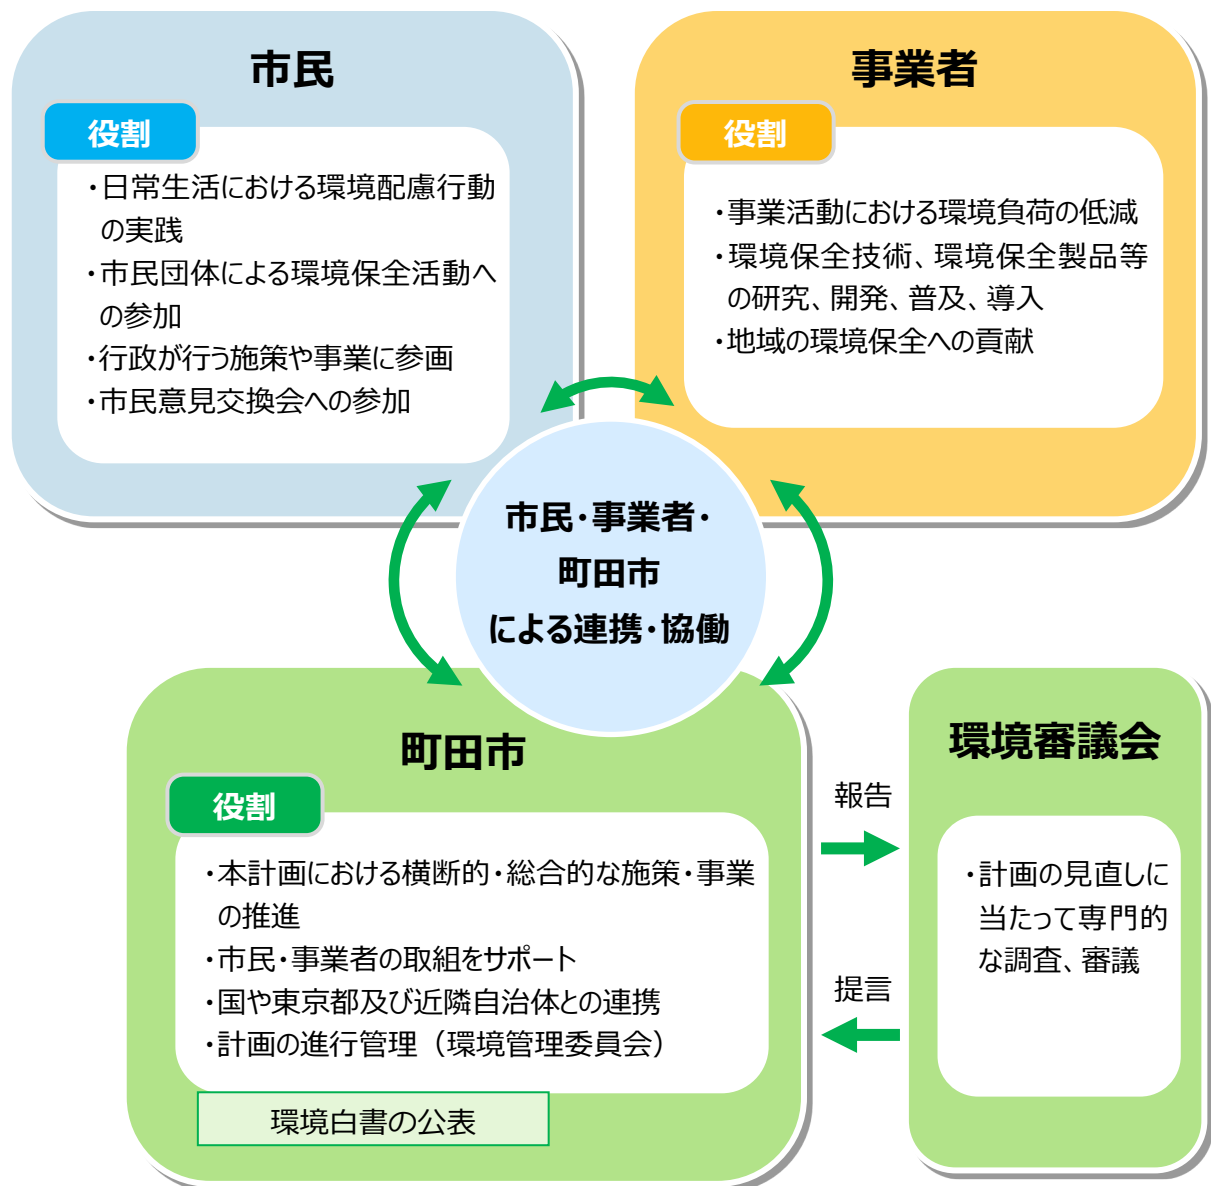 市民
役割
・日常生活における環境配慮行動
の実践
・市民団体による環境保全活動へ
の参加
・行政が行う施策や事業に参画
・市民意見交換会への参加
事業者
役割
・事業活動における環境負荷の低減
・環境保全技術、環境保全製品等
の研究、開発、普及、導入
・地域の環境保全への貢献
市民・事業者・
町田市
による連携・協働
町田市
役割
・本計画における横断的・総合的な施策・事業
の推進
・市民・事業者の取組をサポート
・国や東京都及び近隣自治体との連携
・計画の進行管理（環境管理委員会）
環境白書の公表
報告
提言
環境審議会
・計画の見直しに
当たって専門的
な調査、審議